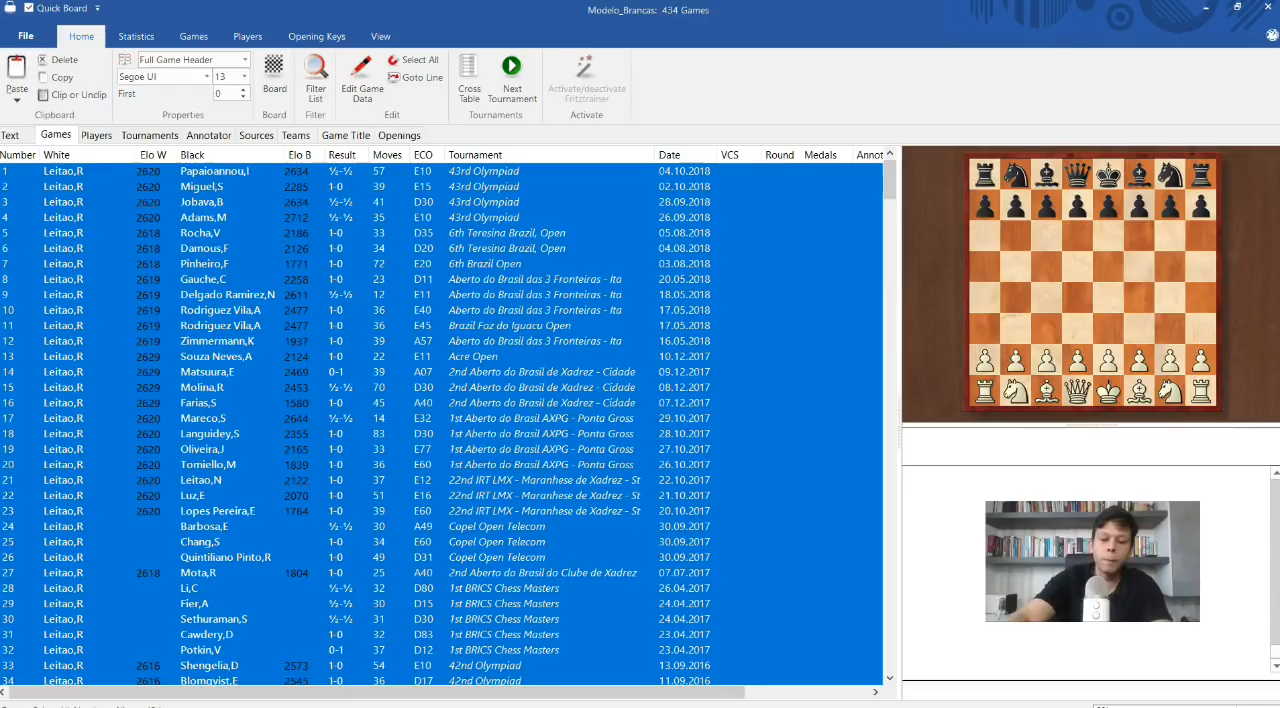 Quick Board
Modelo_Brancas: 434 Games
File Home Statistics Games Players Opening Keys View
Paste
Delete
Copy
Clip or Unclip
Clipboard
Full Game Header
Segoe UI 13
First 0
Properties
Board
Board
Filter
List
Filter
Edit Game
Data
Select All
Goto Line
Edit
Cross
Table
Next
Tournament
Tournaments
Activate/deactivate
Fritztrainer
Activate
Text Games Players Tournaments Annotator Sources Teams Game Title Openings
Number White Elo W Black Elo B Result Moves ECO Tournament Date VCS Round Medals Annot
1 Leitao,R 2620 Papaioannou,I 2634 ½-½ 57 E10 43rd Olympiad 04.10.2018
2 Leitao,R 2620 Miguel,S 2285 1-0 39 E15 43rd Olympiad 02.10.2018
3 Leitao,R 2620 Jobava,B 2634 ½-½ 41 D30 43rd Olympiad 28.09.2018
4 Leitao,R 2620 Adams,M 2712 ½-½ 35 E10 43rd Olympiad 26.09.2018
5 Leitao,R 2618 Rocha,V 2186 1-0 33 D35 6th Teresina Brazil, Open 05.08.2018
6 Leitao,R 2618 Damous,F 2126 1-0 34 D20 6th Teresina Brazil, Open 04.08.2018
7 Leitao,R 2618 Pinheiro,F 1771 1-0 72 E20 6th Brazil Open 03.08.2018
8 Leitao,R 2619 Gauche,C 2258 1-0 23 D11 Aberto do Brasil das 3 Fronteiras - Ita 20.05.2018
9 Leitao,R 2619 Delgado Ramirez,N 2611 ½-½ 12 E11 Aberto do Brasil das 3 Fronteiras - Ita 18.05.2018
10 Leitao,R 2619 Rodriguez Vila,A 2477 1-0 36 E40 Aberto do Brasil das 3 Fronteiras - Ita 17.05.2018
11 Leitao,R 2619 Rodriguez Vila,A 2477 1-0 36 E45 Brazil Foz do Iguacu Open 17.05.2018
12 Leitao,R 2619 Zimmermann,K 1937 1-0 39 A57 Aberto do Brasil das 3 Fronteiras - Ita 16.05.2018
13 Leitao,R 2629 Souza Neves,A 2124 1-0 22 E11 Acre Open 10.12.2017
14 Leitao,R 2629 Matsuura,E 2469 0-1 39 A07 2nd Aberto do Brasil de Xadrez - Cidade 09.12.2017
15 Leitao,R 2629 Molina,R 2453 ½-½ 70 D30 2nd Aberto do Brasil de Xadrez - Cidade 08.12.2017
16 Leitao,R 2629 Farias,S 1580 1-0 45 A40 2nd Aberto do Brasil de Xadrez - Cidade 07.12.2017
17 Leitao,R 2620 Mareco,S 2644 ½-½ 14 E32 1st Aberto do Brasil AXPG - Ponta Gross 29.10.2017
18 Leitao,R 2620 Languidey,S 2355 1-0 83 D30 1st Aberto do Brasil AXPG - Ponta Gross 28.10.2017
19 Leitao,R 2620 Oliveira,J 2165 1-0 33 E77 1st Aberto do Brasil AXPG - Ponta Gross 27.10.2017
20 Leitao,R 2620 Tomiello,M 1839 1-0 36 E60 1st Aberto do Brasil AXPG - Ponta Gross 26.10.2017
21 Leitao,R 2620 Leitao,N 2122 1-0 37 E12 22nd IRT LMX - Maranhese de Xadrez - St 22.10.2017
22 Leitao,R 2620 Luz,E 2070 1-0 51 E16 22nd IRT LMX - Maranhese de Xadrez - St 21.10.2017
23 Leitao,R 2620 Lopes Pereira,E 1764 1-0 39 E60 22nd IRT LMX - Maranhese de Xadrez - St 20.10.2017
24 Leitao,R Barbosa,E ½-½ 30 A49 Copel Open Telecom 30.09.2017
25 Leitao,R Chang,S 1-0 34 E60 Copel Open Telecom 30.09.2017
26 Leitao,R Quintiliano Pinto,R 1-0 49 D31 Copel Open Telecom 30.09.2017
27 Leitao,R 2618 Mota,R 1804 1-0 25 A40 2nd Aberto do Brasil do Clube de Xadrez 07.07.2017
28 Leitao,R Li,C ½-½ 32 D80 1st BRICS Chess Masters 26.04.2017
29 Leitao,R Fier,A ½-½ 30 D15 1st BRICS Chess Masters 24.04.2017
30 Leitao,R Sethuraman,S ½-½ 31 D30 1st BRICS Chess Masters 24.04.2017
31 Leitao,R Cawdery,D 1-0 32 D83 1st BRICS Chess Masters 23.04.2017
32 Leitao,R Potkin,V 0-1 37 D12 1st BRICS Chess Masters 23.04.2017
33 Leitao,R 2616 Shengelia,D 2573 1-0 54 E10 42nd Olympiad 13.09.2016
34 Leitao,R 2616 Blomqvist,E 2545 1-0 36 D17 42nd Olympiad 11.09.2016